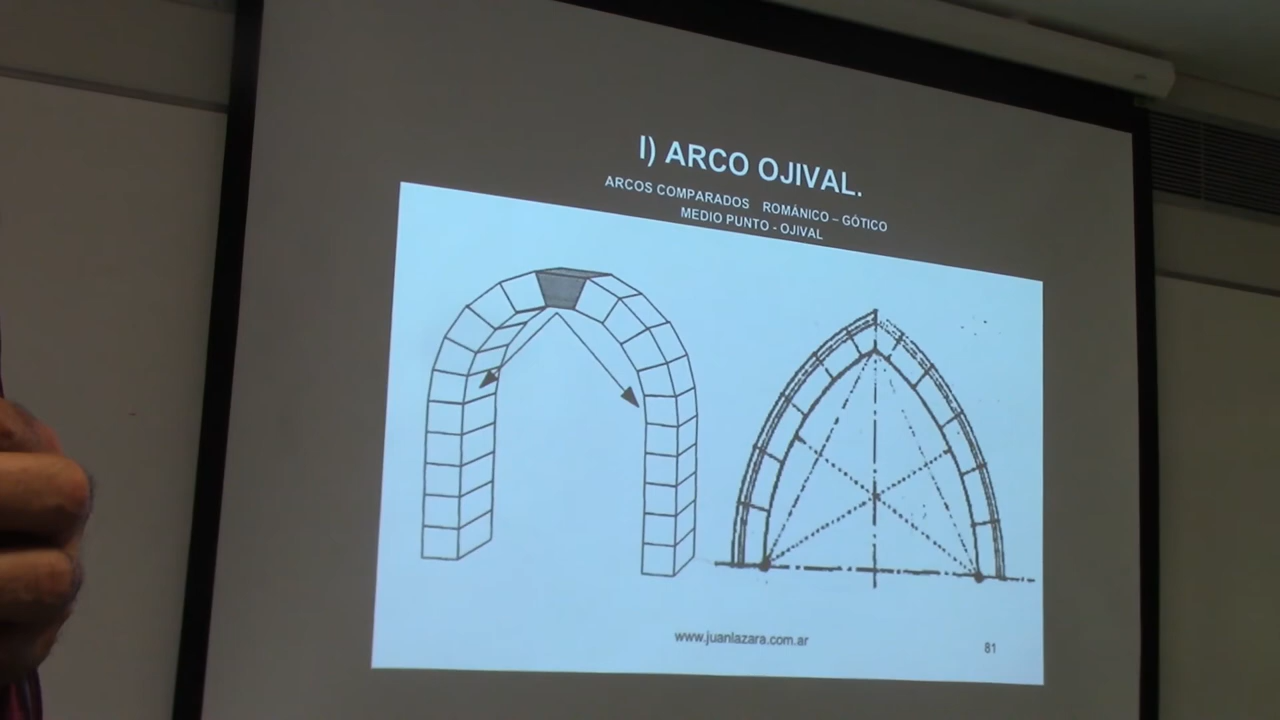 I) ARCO OJIVAL.
ARCOS COMPARADOS ROMÁNICO – GÓTICO
MEDIO PUNTO - OJIVAL
www.juanlazara.com.ar
81